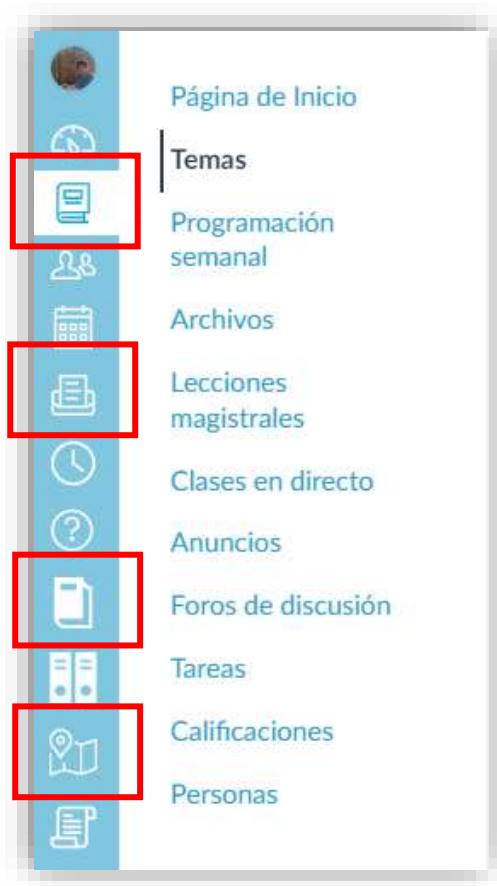 Página de Inicio
Temas
Programación
semanal
Archivos
Lecciones
magistrales
Clases en directo
Anuncios
Foros de discusión
Tareas
Calificaciones
Personas